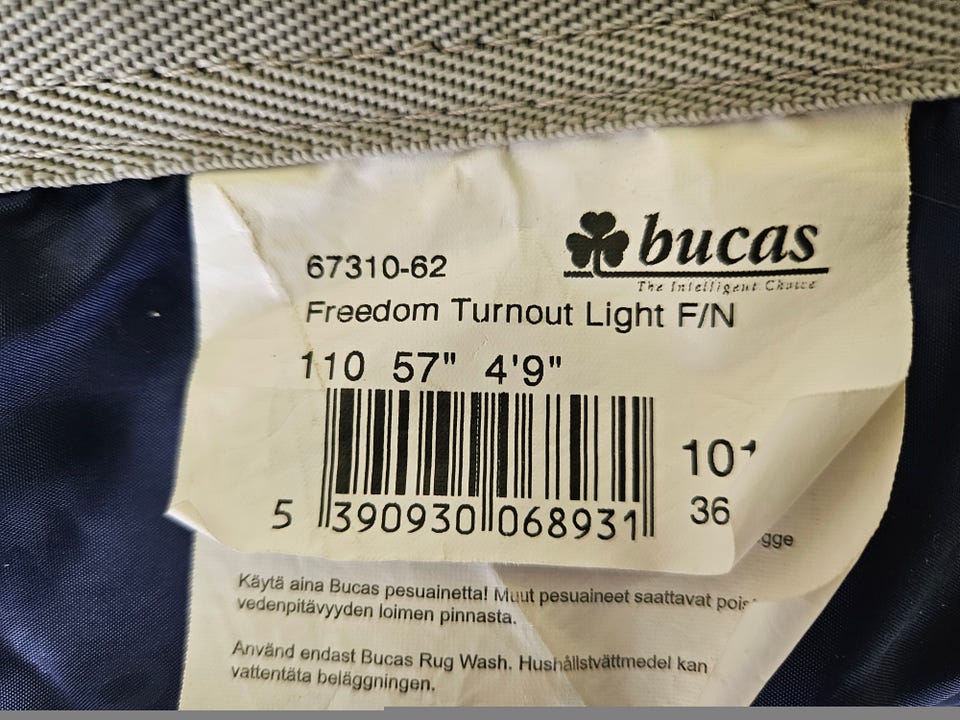 bucas
The Intelligent Choice
67310-62
Freedom Turnout Light F/N
110 57" 4'9"
5 390930 068931
36
Käytä aina Bucas pesuainetta! Muut pesuaineet saattavat
vedenpitävyyden loimen pinnasta.
Använd endast Bucas Rug Wash. Hushållstvättmedel kan
vattentäta beläggningen.